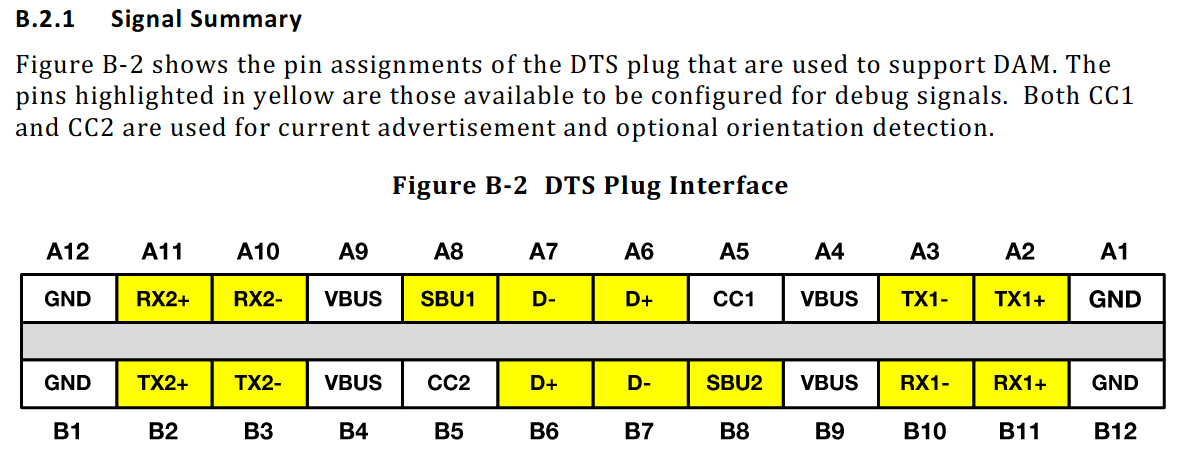 B.2.1 Signal Summary
Figure B-2 shows the pin assignments of the DTS plug that are used to support DAM. The
pins highlighted in yellow are those available to be configured for debug signals. Both CC1
and CC2 are used for current advertisement and optional orientation detection.
Figure B-2 DTS Plug Interface
A12 A11 A10 A9 A8 A7 A6 A5 A4 A3 A2 A1
GND RX2+ RX2- VBUS SBU1 D- D+ CC1 VBUS TX1- TX1+ GND
GND TX2+ TX2- VBUS CC2 D+ D- SBU2 VBUS RX1- RX1+ GND
B1 B2 B3 B4 B5 B6 B7 B8 B9 B10 B11 B12